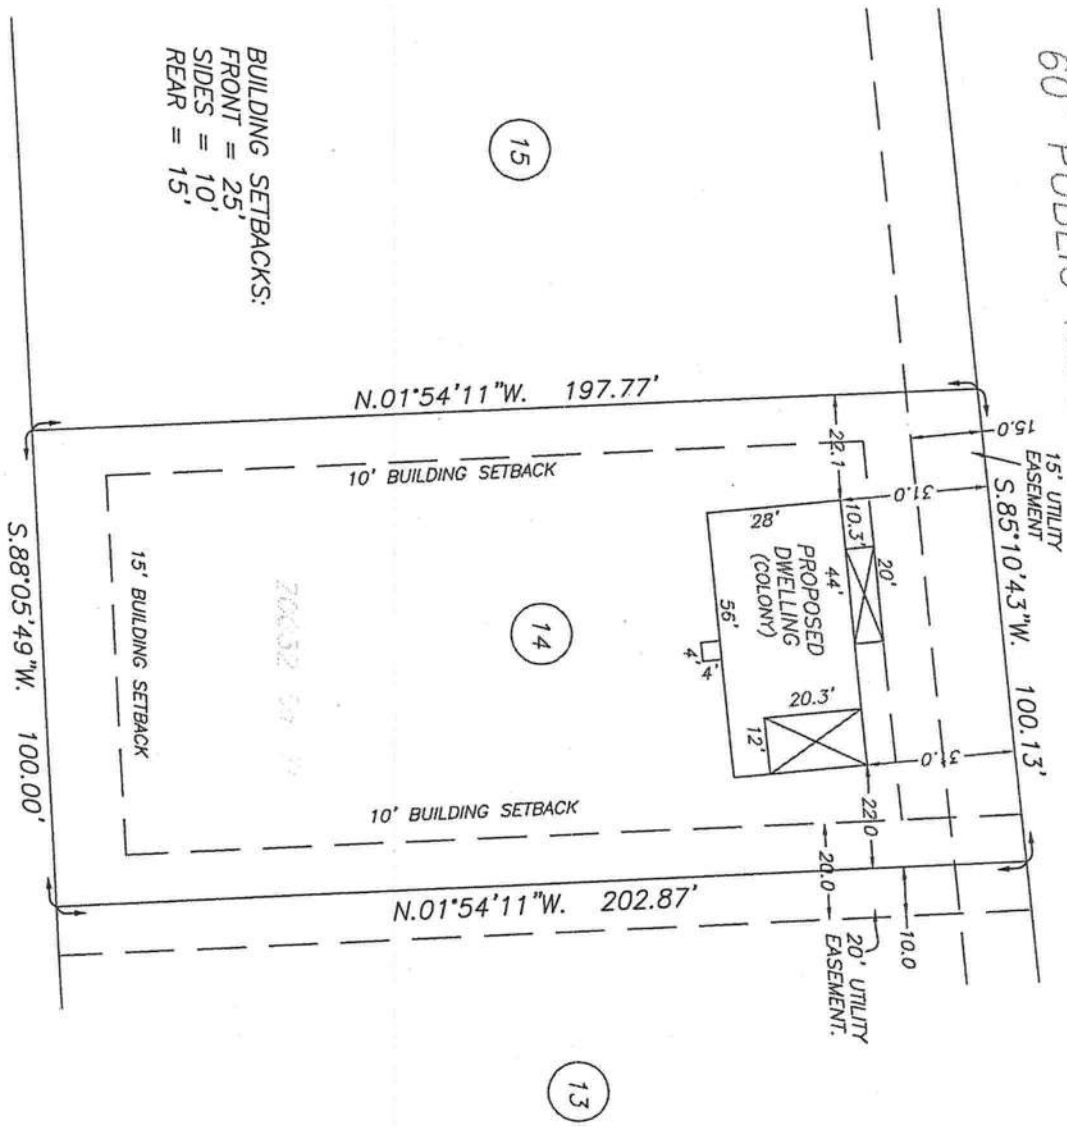 60' PUBLIC
15' UTILITY
EASEMENT
15.0
S.85°10'43"W. 100.13'
31.0
31.0
15
BUILDING SETBACKS:
FRONT = 25'
SIDES = 10'
REAR = 15'
N.01°54'11"W. 197.77'
22.1
10' BUILDING SETBACK
10.3'
20'
28'
44'
PROPOSED
DWELLING
(COLONY)
56'
4'
4'
20.3'
12'
14
22.0
15' BUILDING SETBACK
10' BUILDING SETBACK
20.0
10.0
20' UTILITY
EASEMENT.
N.01°54'11"W. 202.87'
S.88°05'49"W. 100.00'
13